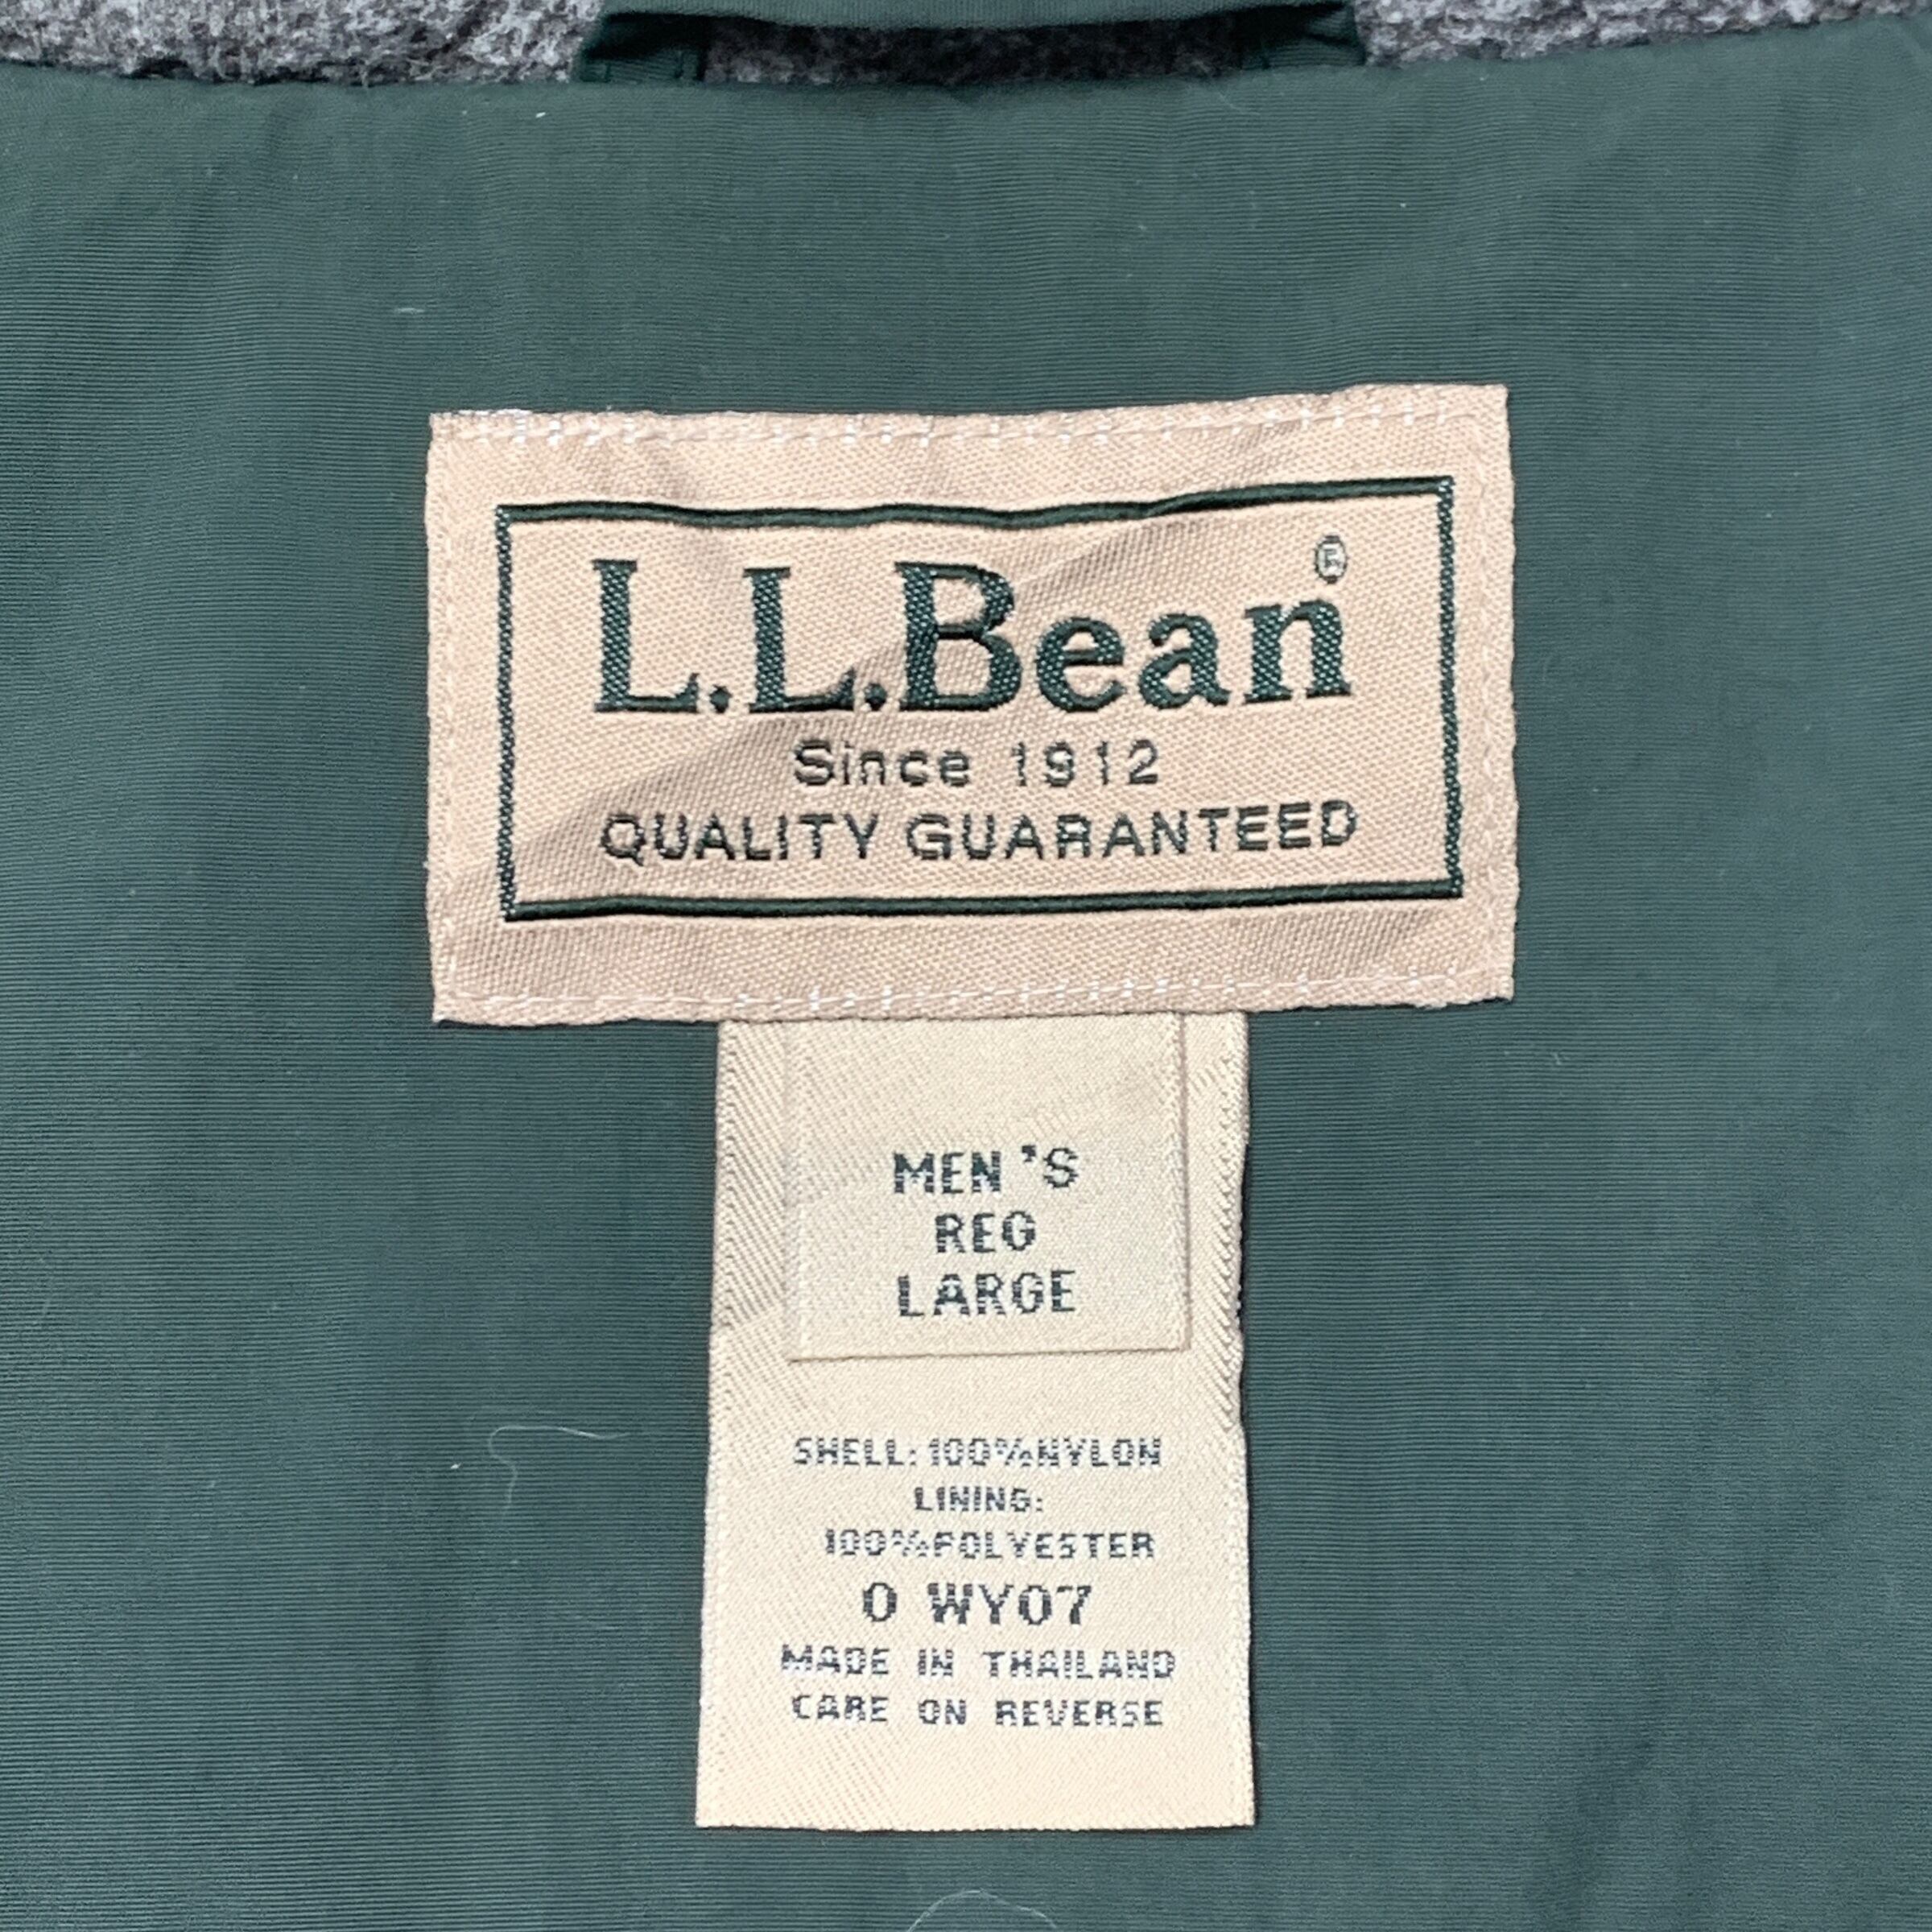 L.L.Bean®
Since 1912
QUALITY GUARANTEED
MEN'S
REG
LARGE
SHELL: 100% NYLON
LINING:
100% POLYESTER
0 WY07
MADE IN THAILAND
CARE ON REVERSE